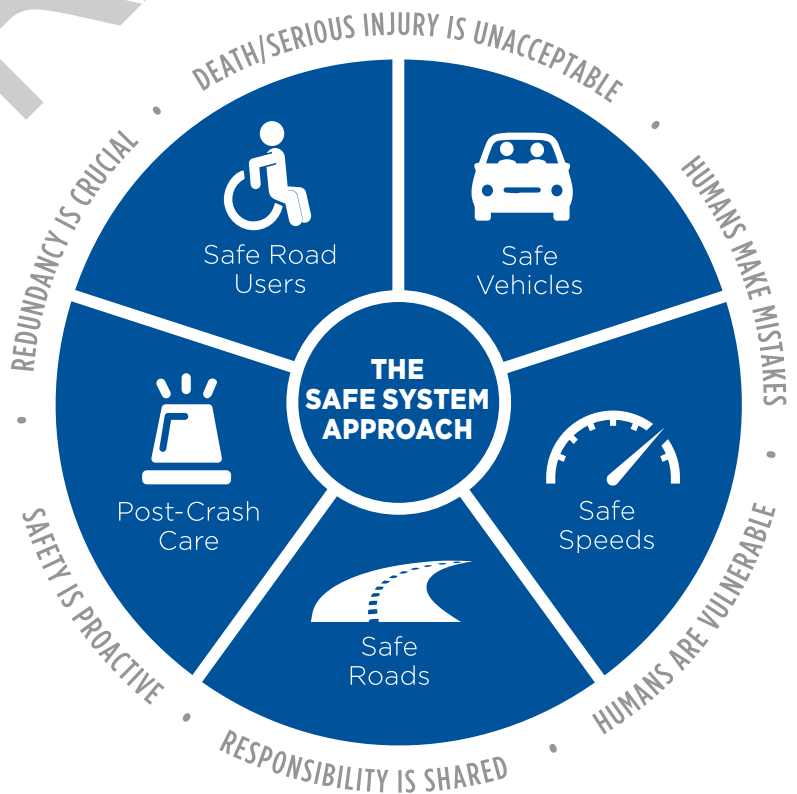 DEATH/SERIOUS INJURY IS UNACCEPTABLE
HUMANS MAKE MISTAKES
HUMANS ARE VULNERABLE
RESPONSIBILITY IS SHARED
SAFETY IS PROACTIVE
REDUNDANCY IS CRUCIAL
Safe Road
Users
Safe
Vehicles
THE
SAFE SYSTEM
APPROACH
Safe
Speeds
Post-Crash
Care
Safe
Roads